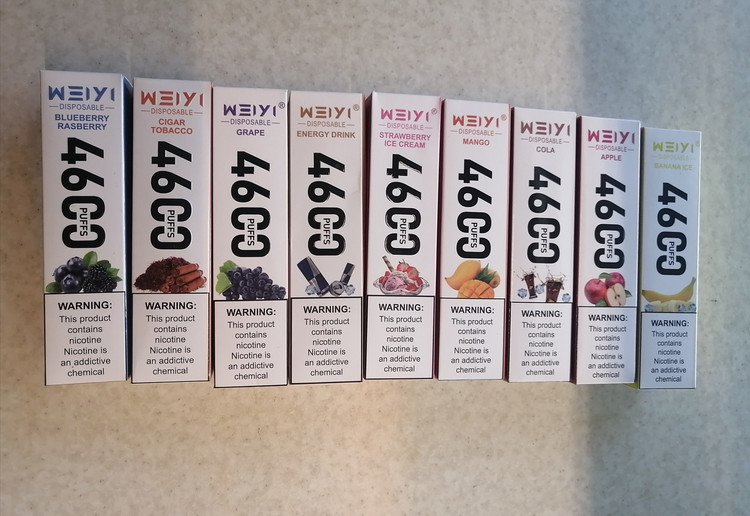 WEIYI
DISPOSABLE
BLUEBERRY
RASBERRY
4600
PUFFS
WARNING:
This product
contains
nicotine
Nicotine is
an addictive
chemical
WEIYI
DISPOSABLE
CIGAR
TOBACCO
4600
PUFFS
WARNING:
This product
contains
nicotine
Nicotine is
an addictive
chemical
WEIYI®
DISPOSABLE
GRAPE
4600
PUFFS
WARNING:
This product
contains
nicotine
Nicotine is
an addictive
chemical
WEIYI®
DISPOSABLE
ENERGY DRINK
4600
PUFFS
WARNING:
This product
contains
nicotine
Nicotine is
an addictive
chemical
WEIYI®
DISPOSABLE
STRAWBERRY
ICE CREAM
4600
PUFFS
WARNING:
This product
contains
nicotine
Nicotine is
an addictive
chemical
WEIYI®
DISPOSABLE
MANGO
4600
PUFFS
WARNING:
This product
contains
nicotine
Nicotine is
an addictive
chemical
WEIYI
DISPOSABLE
COLA
4600
PUFFS
WARNING:
This product
contains
nicotine
Nicotine is
an addictive
chemical
WEIYI
DISPOSABLE
APPLE
4600
PUFFS
WARNING:
This product
contains
nicotine
Nicotine is
an addictive
chemical
WEIYI®
DISPOSABLE
BANANA ICE
4600
PUFFS
WARNING:
This product
contains
nicotine
Nicotine is
an addictive
chemical